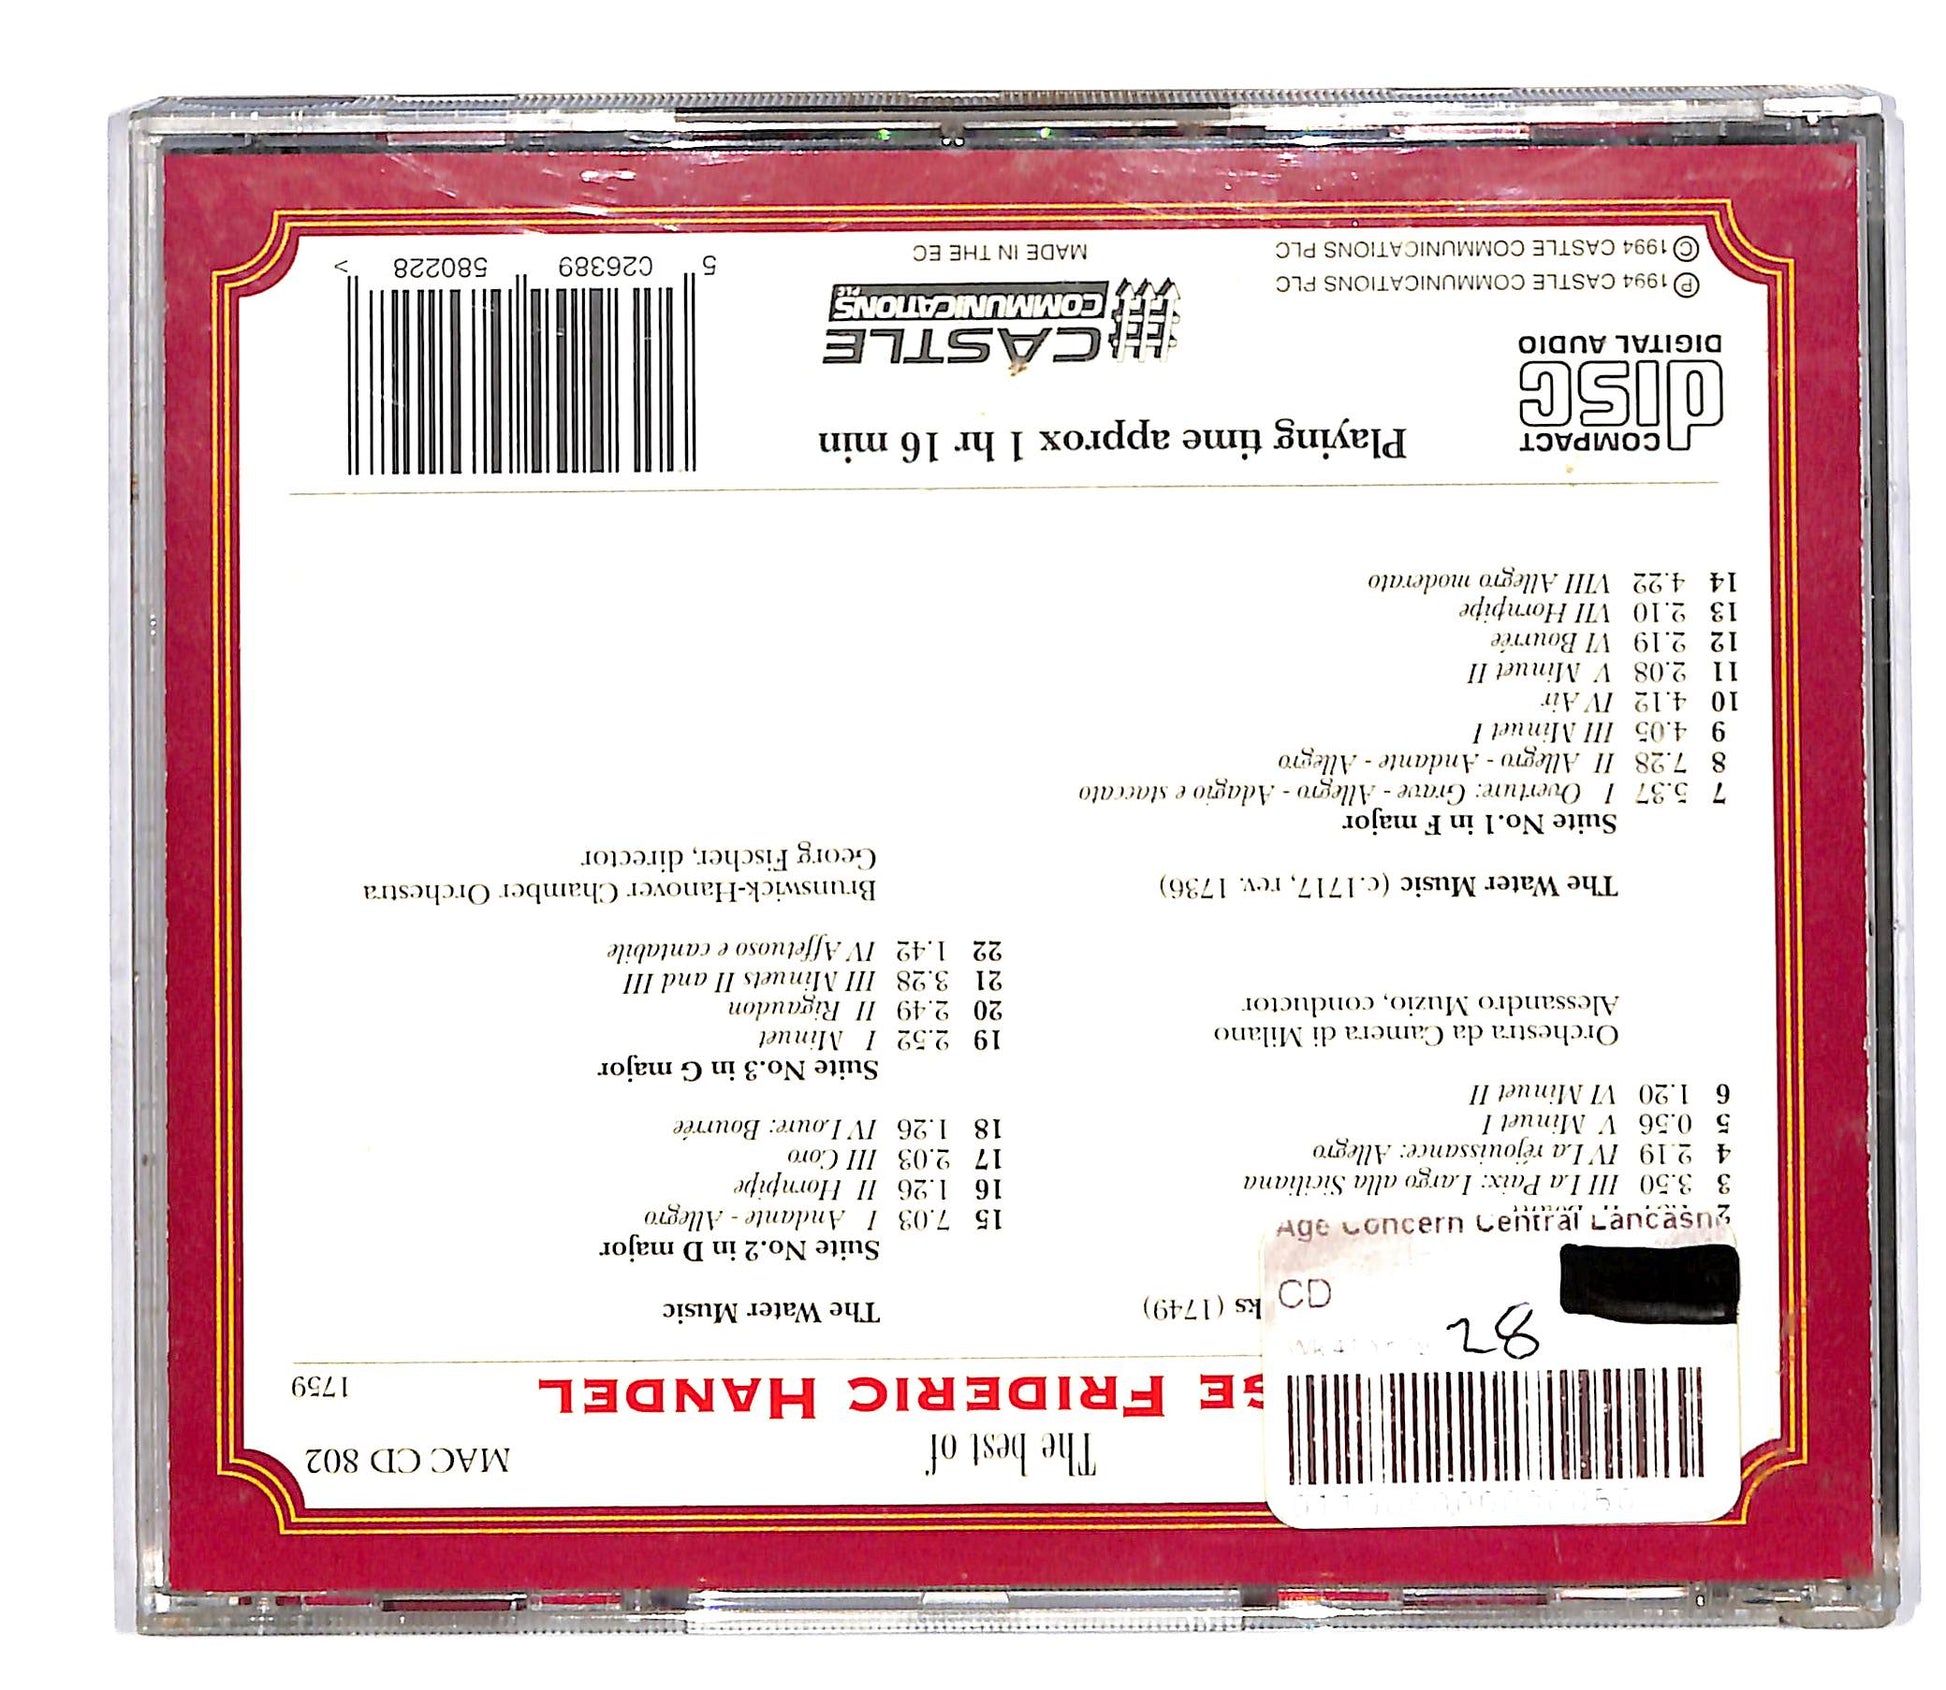 The best of
MAC CD 802
GE FRIDERIC HANDEL
1759
ks (1749)
2
3 3.50 III La Paix: Largo alla Siciliana
4 2.19 IV La réjouissance: Allegro
5 0.56 V Minuet I
6 1.20 VI Minuet II
Orchestra da Camera di Milano
Alessandro Muzio, conductor
The Water Music (c.1717, rev. 1736)
Suite No.1 in F major
7 5.37 I Overture: Grave - Allegro - Adagio e staccato
8 7.28 II Allegro - Andante - Allegro
9 4.05 III Minuet I
10 4.12 IV Air
11 2.08 V Minuet II
12 2.19 VI Bourrée
13 2.10 VII Hornpipe
14 4.22 VIII Allegro moderato
The Water Music
Suite No.2 in D major
15 7.03 I Andante - Allegro
16 1.26 II Hornpipe
17 2.03 III Coro
18 1.26 IV Loure: Bourrée
Suite No.3 in G major
19 2.52 I Minuet
20 2.49 II Rigaudon
21 3.28 III Minuets II and III
22 1.42 IV Affetuoso e cantabile
Brunswick-Hanover Chamber Orchestra
Georg Fischer, director
COMPACT
disc
DIGITAL AUDIO
Playing time approx 1 hr 16 min
CASTLE
COMMUNICATIONS
PLC
Ⓟ 1994 CASTLE COMMUNICATIONS PLC
© 1994 CASTLE COMMUNICATIONS PLC
MADE IN THE EC
5 026389 580228 >
Age Concern Central Lancash
CD
28